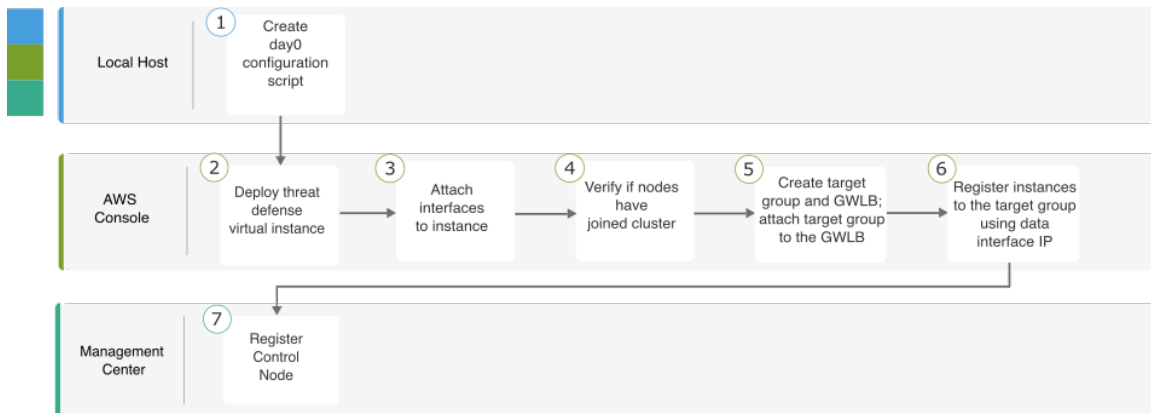 1
Create
day0
configuration
script
Local Host
2
Deploy threat
defense
virtual instance
3
Attach
interfaces
to instance
4
Verify if nodes
have
joined cluster
5
Create target
group and GWLB;
attach target group
to the GWLB
6
Register instances
to the target group
using data
interface IP
AWS
Console
7
Register
Control
Node
Management
Center